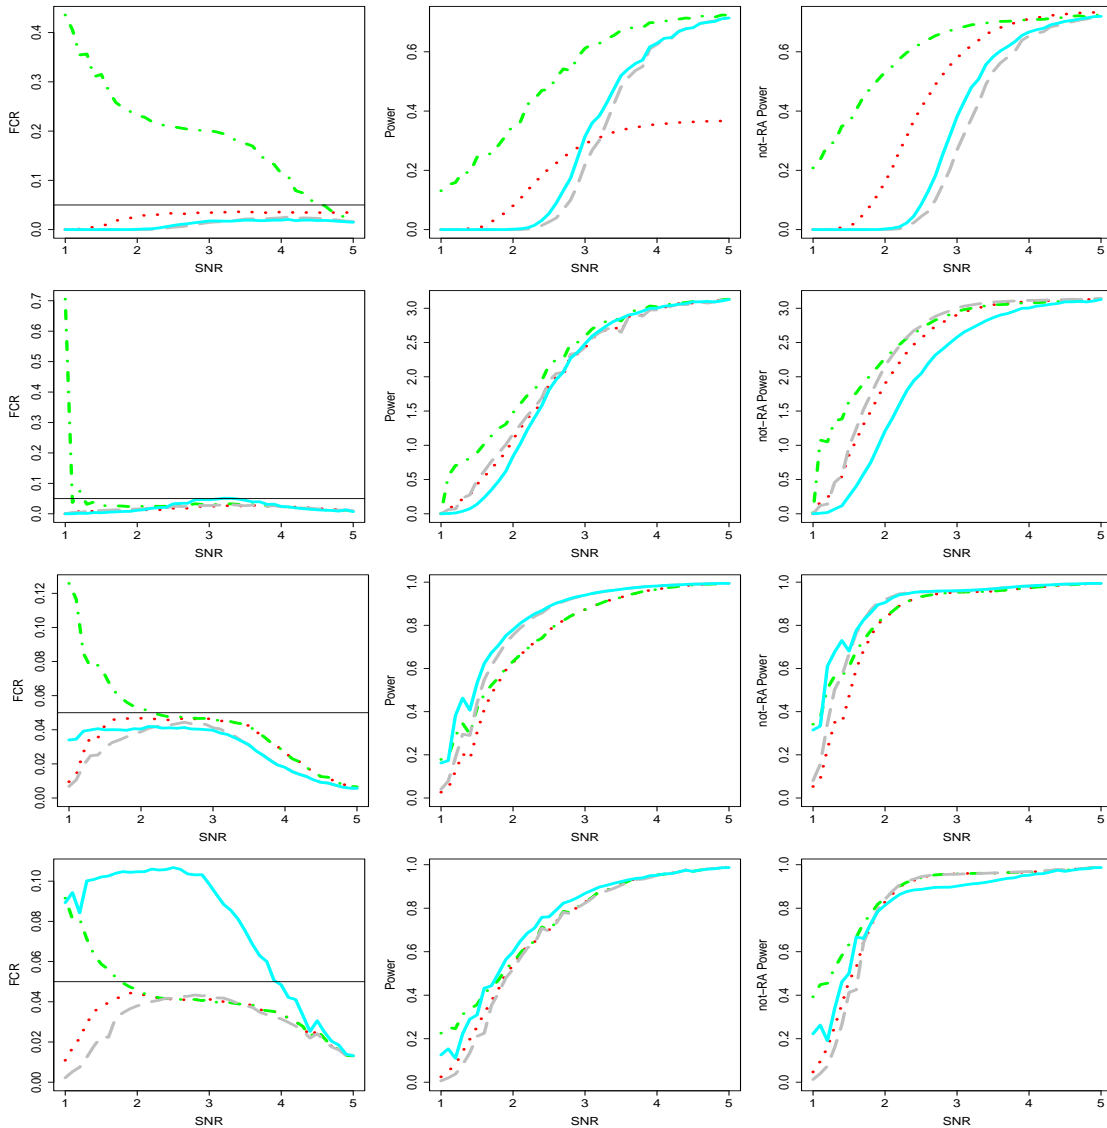 FCR
0.0 0.1 0.2 0.3 0.4
1 2 3 4 5
SNR
Power
0.0 0.2 0.4 0.6
1 2 3 4 5
SNR
not-RA Power
0.0 0.2 0.4 0.6
1 2 3 4 5
SNR
FCR
0.0 0.1 0.2 0.3 0.4 0.5 0.6 0.7
1 2 3 4 5
SNR
Power
0.0 0.5 1.0 1.5 2.0 2.5 3.0
1 2 3 4 5
SNR
not-RA Power
0.0 0.5 1.0 1.5 2.0 2.5 3.0
1 2 3 4 5
SNR
FCR
0.00 0.02 0.04 0.06 0.08 0.10 0.12
1 2 3 4 5
SNR
Power
0.0 0.2 0.4 0.6 0.8 1.0
1 2 3 4 5
SNR
not-RA Power
0.0 0.2 0.4 0.6 0.8 1.0
1 2 3 4 5
SNR
FCR
0.00 0.02 0.04 0.06 0.08 0.10
1 2 3 4 5
SNR
Power
0.0 0.2 0.4 0.6 0.8 1.0
1 2 3 4 5
SNR
not-RA Power
0.0 0.2 0.4 0.6 0.8 1.0
1 2 3 4 5
SNR